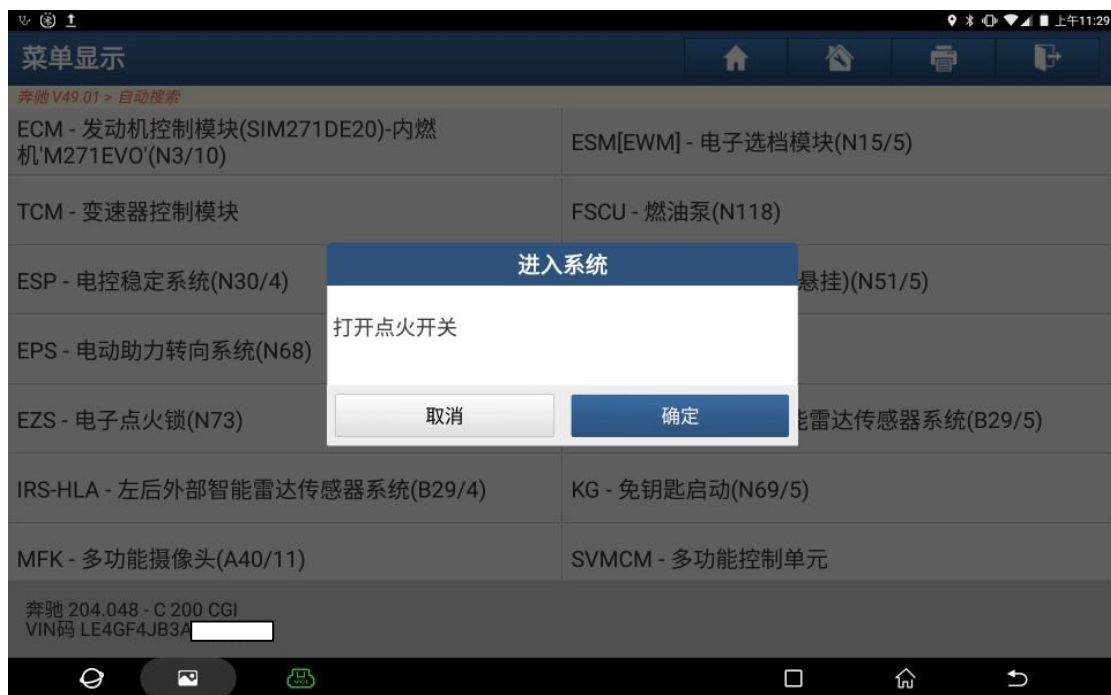 上午11:29
菜单显示
奔驰 V49.01 > 自动搜索
ECM - 发动机控制模块(SIM271DE20)-内燃
机'M271EVO'(N3/10)
ESM[EWM] - 电子选档模块(N15/5)
TCM - 变速器控制模块
FSCU - 燃油泵(N118)
进入系统
ESP - 电控稳定系统(N30/4)
悬挂)(N51/5)
打开点火开关
EPS - 电动助力转向系统(N68)
取消
确定
EZS - 电子点火锁(N73)
能雷达传感器系统(B29/5)
IRS-HLA - 左后外部智能雷达传感器系统(B29/4)
KG - 免钥匙启动(N69/5)
MFK - 多功能摄像头(A40/11)
SVMCM - 多功能控制单元
奔驰 204.048 - C 200 CGI
VIN码 LE4GF4JB3A
VCI